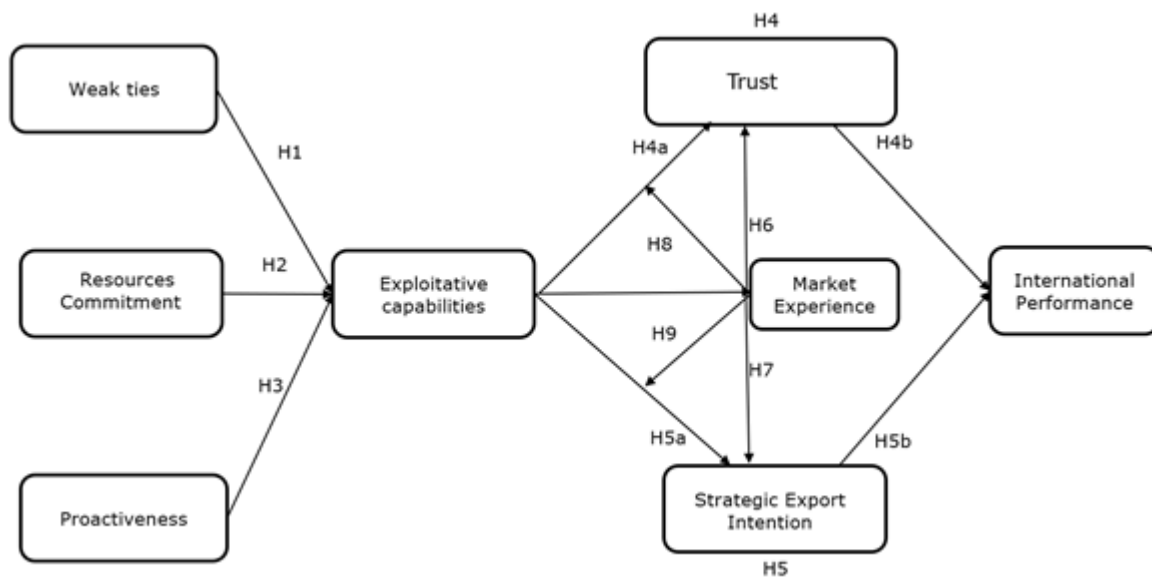 H4
Trust
Weak ties
H1
H4a
H4b
H2
H6
H8
Resources
Commitment
Exploitative
capabilities
Market
Experience
International
Performance
H9
H3
H7
H5a
H5b
Proactiveness
Strategic Export
Intention
H5